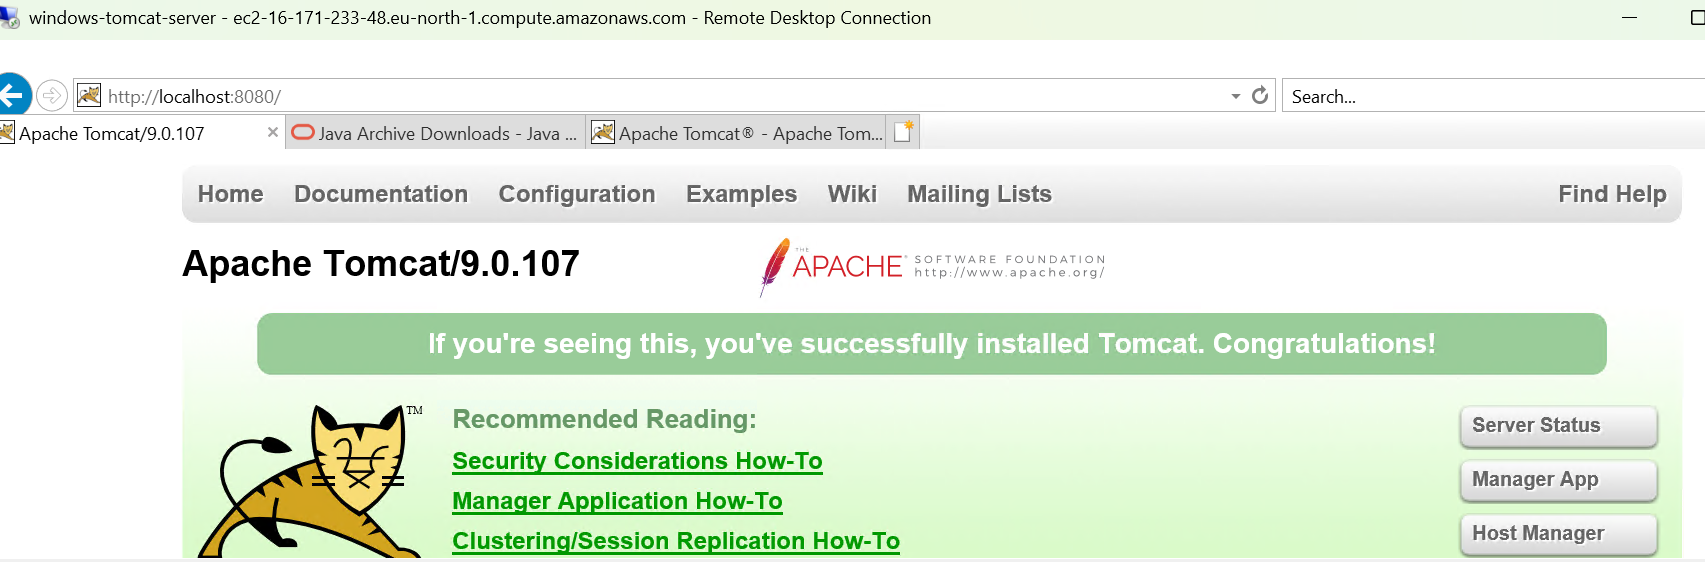 windows-tomcat-server - ec2-16-171-233-48.eu-north-1.compute.amazonaws.com - Remote Desktop Connection
http://localhost:8080/
Search...
Apache Tomcat/9.0.107
Java Archive Downloads - Java ...
Apache Tomcat® - Apache Tom...
Home Documentation Configuration Examples Wiki Mailing Lists Find Help
Apache Tomcat/9.0.107
THE APACHE® SOFTWARE FOUNDATION
http://www.apache.org/
If you're seeing this, you've successfully installed Tomcat. Congratulations!
TM
Recommended Reading:
Security Considerations How-To
Manager Application How-To
Clustering/Session Replication How-To
Server Status
Manager App
Host Manager